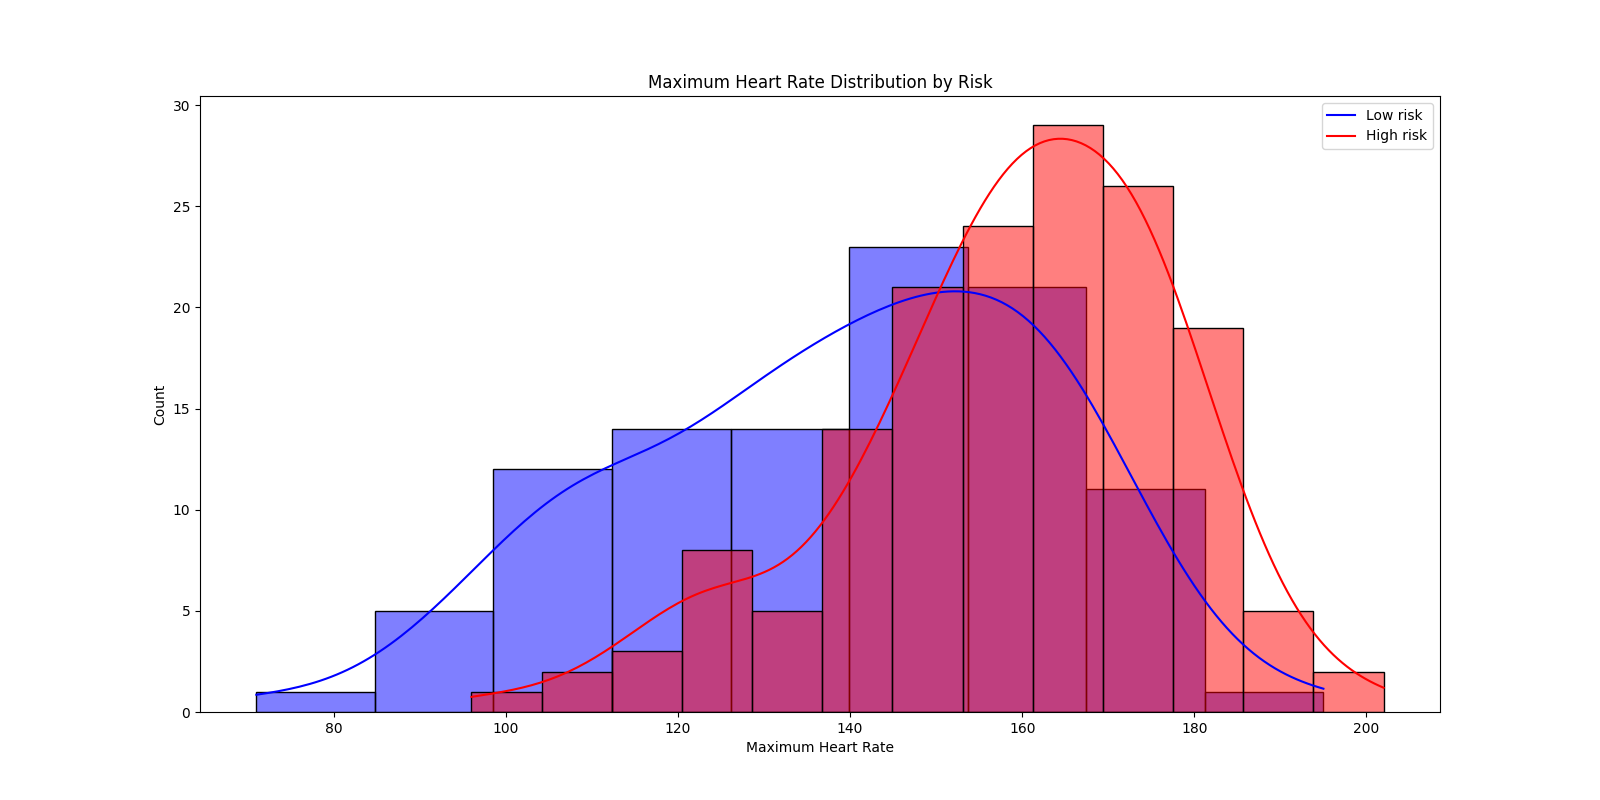 Maximum Heart Rate Distribution by Risk
Low risk
High risk
30
25
20
15
10
5
0
Count
80 100 120 140 160 180 200
Maximum Heart Rate